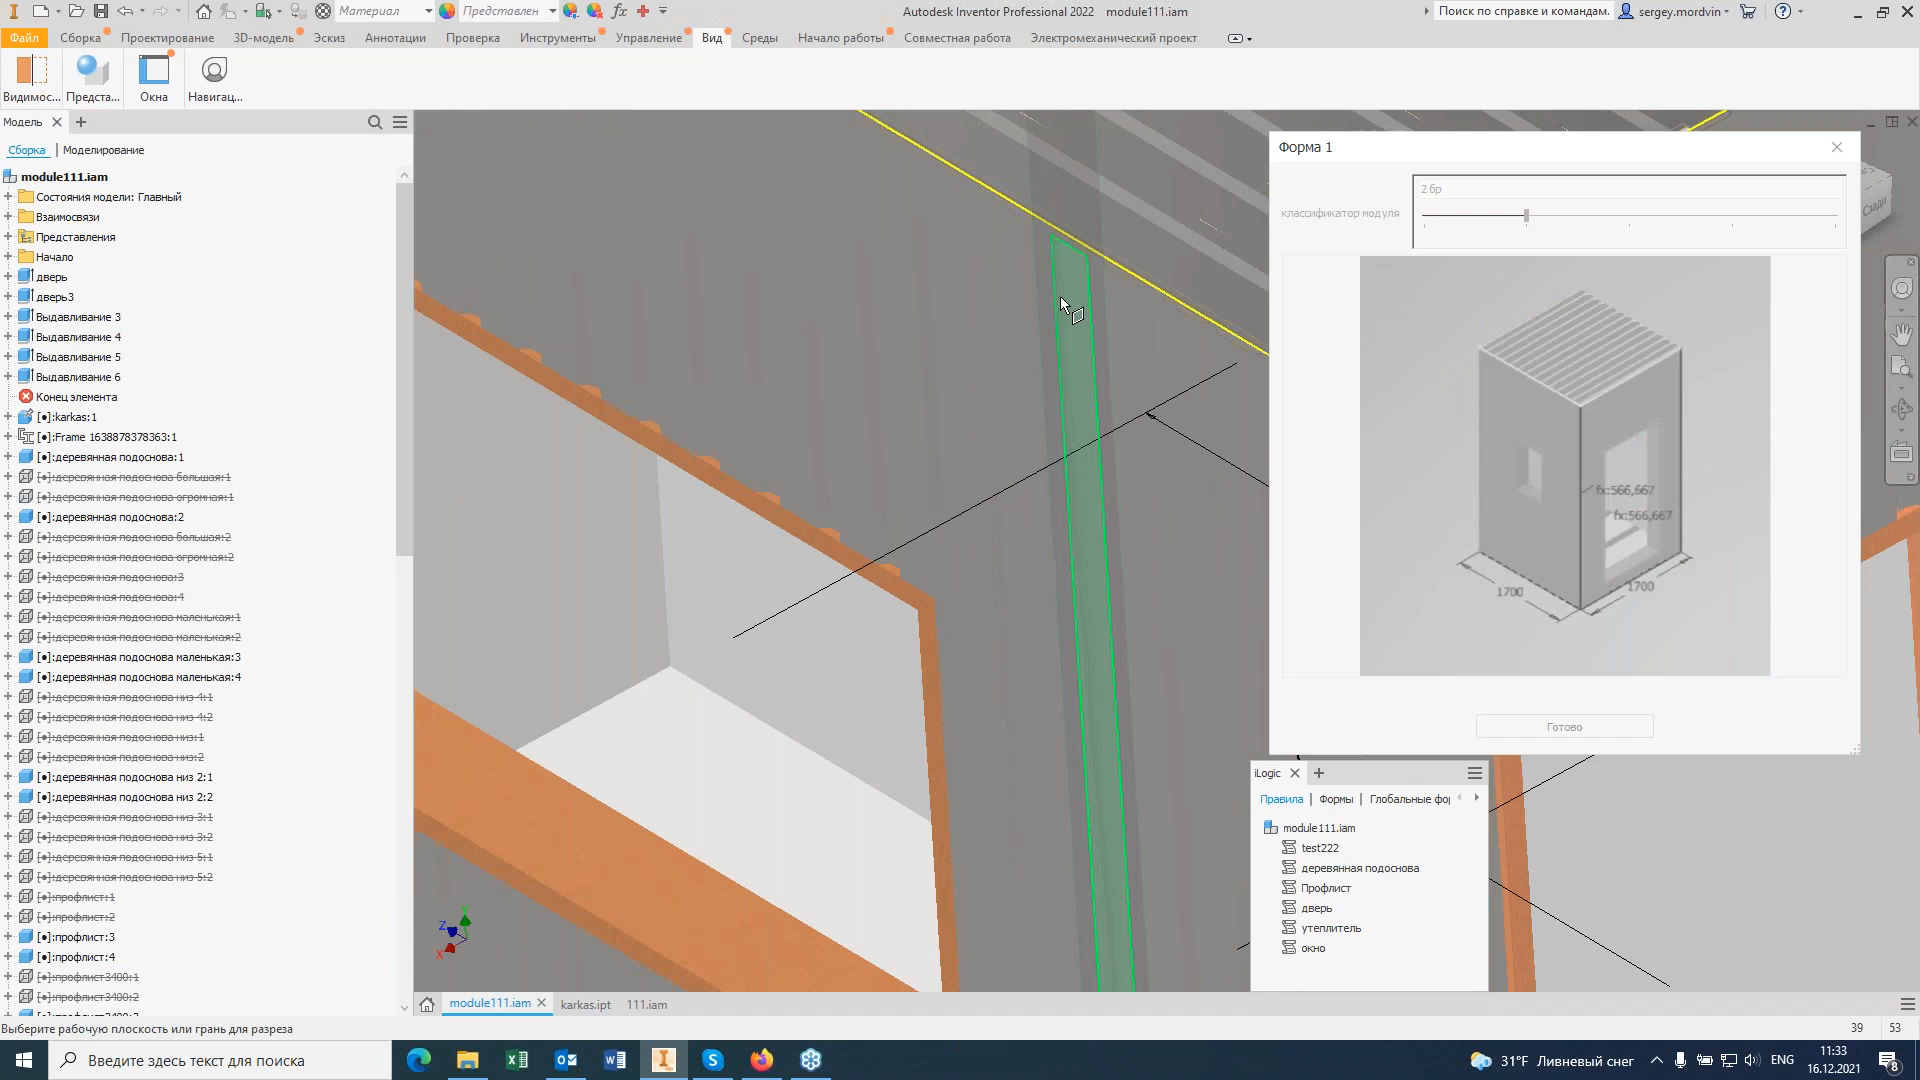 Материал
Представлен
fx
Autodesk Inventor Professional 2022 module111.iam
Поиск по справке и командам.
sergey.mordvin
Файл
Сборка
Проектирование
3D-модель
Эскиз
Аннотации
Проверка
Инструменты
Управление
Вид
Среды
Начало работы
Совместная работа
Электромеханический проект
Видимос...
Предста...
Окна
Навигац...
Модель
Сборка | Моделирование
module111.iam
Состояния модели: Главный
Взаимосвязи
Представления
Начало
дверь
дверь3
Выдавливание 3
Выдавливание 4
Выдавливание 5
Выдавливание 6
Конец элемента
[•]:karkas:1
[•]:Frame 1638878378363:1
[•]:деревянная подоснова:1
[•]:деревянная подоснова большая:1
[•]:деревянная подоснова огромная:1
[•]:деревянная подоснова:2
[•]:деревянная подоснова большая:2
[•]:деревянная подоснова огромная:2
[•]:деревянная подоснова:3
[•]:деревянная подоснова:4
[•]:деревянная подоснова маленькая:1
[•]:деревянная подоснова маленькая:2
[•]:деревянная подоснова маленькая:3
[•]:деревянная подоснова маленькая:4
[•]:деревянная подоснова низ 4:1
[•]:деревянная подоснова низ 4:2
[•]:деревянная подоснова низ:1
[•]:деревянная подоснова низ:2
[•]:деревянная подоснова низ 2:1
[•]:деревянная подоснова низ 2:2
[•]:деревянная подоснова низ 3:1
[•]:деревянная подоснова низ 3:2
[•]:деревянная подоснова низ 5:1
[•]:деревянная подоснова низ 5:2
[•]:профлист:1
[•]:профлист:2
[•]:профлист:3
[•]:профлист:4
[•]:профлист3400:1
[•]:профлист3400:2
Z
Y
X
Форма 1
2 бр
классификатор модуля
fx:566,667
fx:566,667
1700
1700
Готово
Сзади
iLogic
Правила | Формы | Глобальные фор
module111.iam
test222
деревянная подоснова
Профлист
дверь
утеплитель
окно
module111.iam
karkas.ipt
111.iam
Выберите рабочую плоскость или грань для разреза
39
53
Введите здесь текст для поиска
31°F Ливневый снег
ENG
11:33
16.12.2021
8